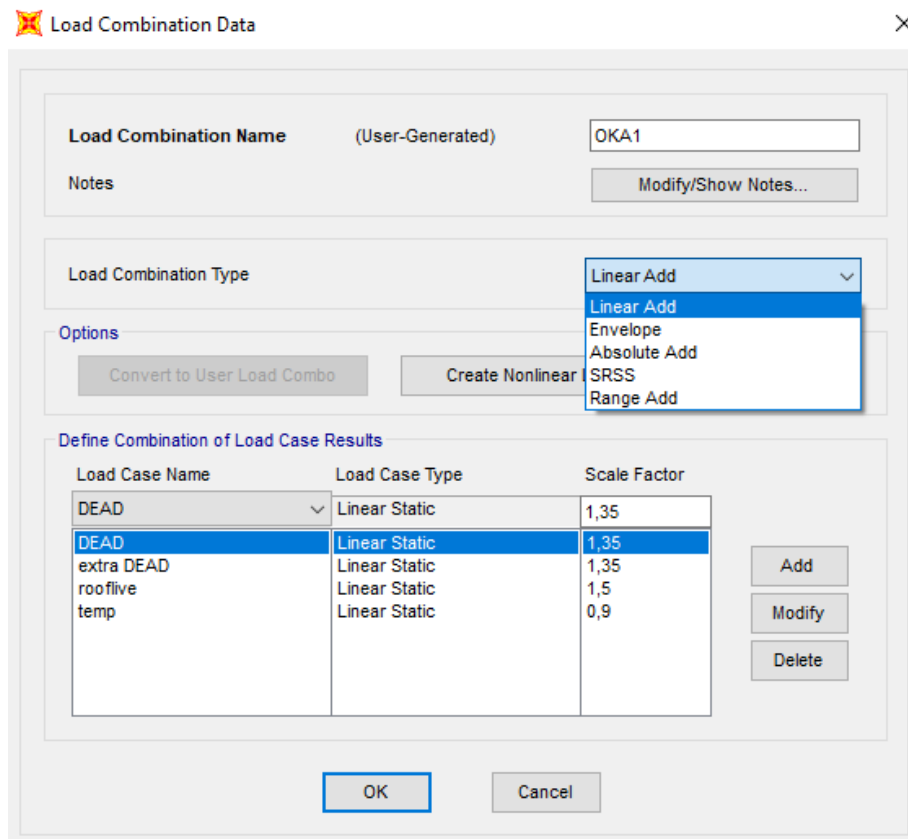 Load Combination Data
Load Combination Name (User-Generated) OKA1
Notes Modify/Show Notes...
Load Combination Type Linear Add
Linear Add
Envelope
Absolute Add
SRSS
Range Add
Options
Convert to User Load Combo Create Nonlinear
Define Combination of Load Case Results
Load Case Name Load Case Type Scale Factor
DEAD Linear Static 1,35
DEAD Linear Static 1,35
extra DEAD Linear Static 1,35
rooflive Linear Static 1,5
temp Linear Static 0,9
Add
Modify
Delete
OK Cancel